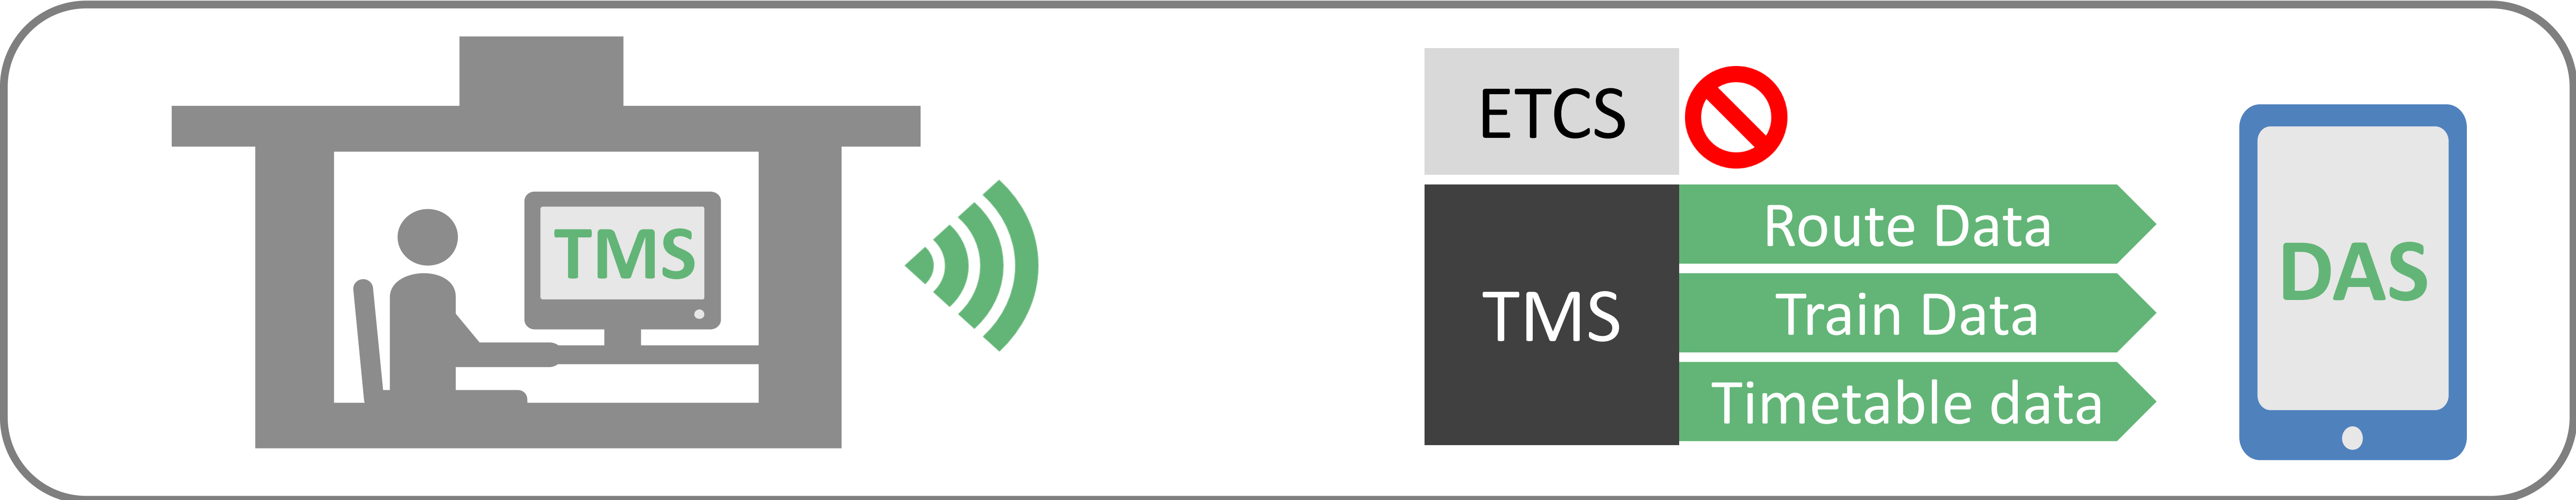 TMS
ETCS
TMS
Route Data
Train Data
Timetable data
DAS